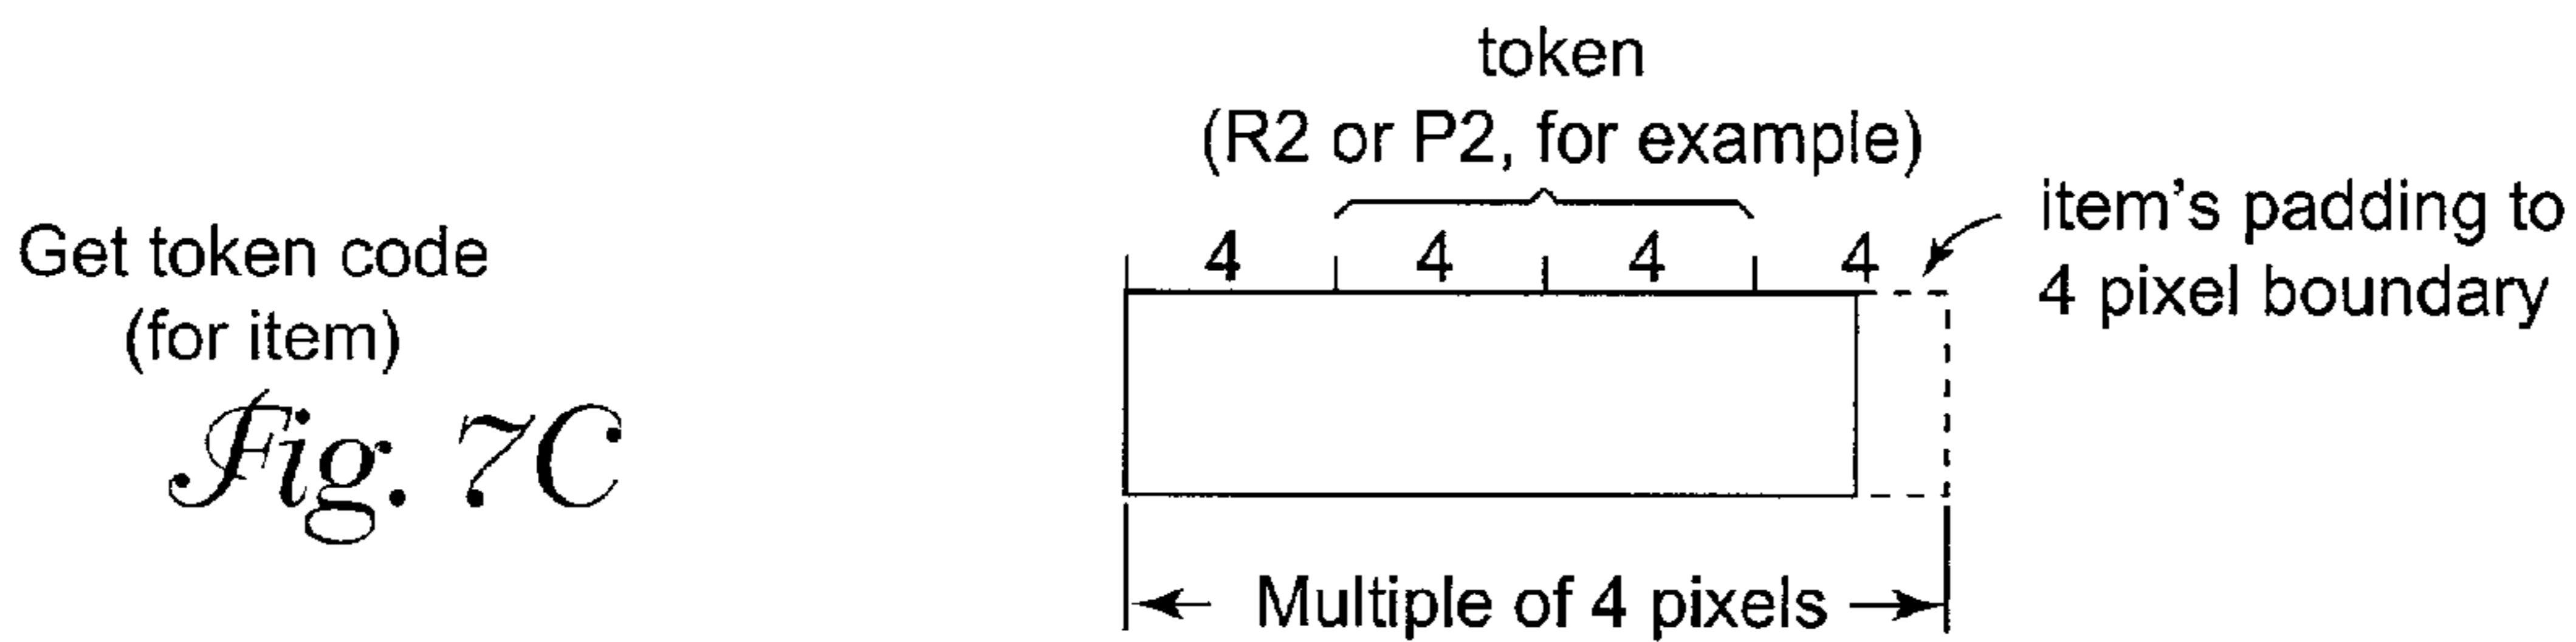 token
(R2 or P2, for example)
item's padding to
4 pixel boundary
4 4 4 4
Get token code
(for item)
Fig. 7C
Multiple of 4 pixels